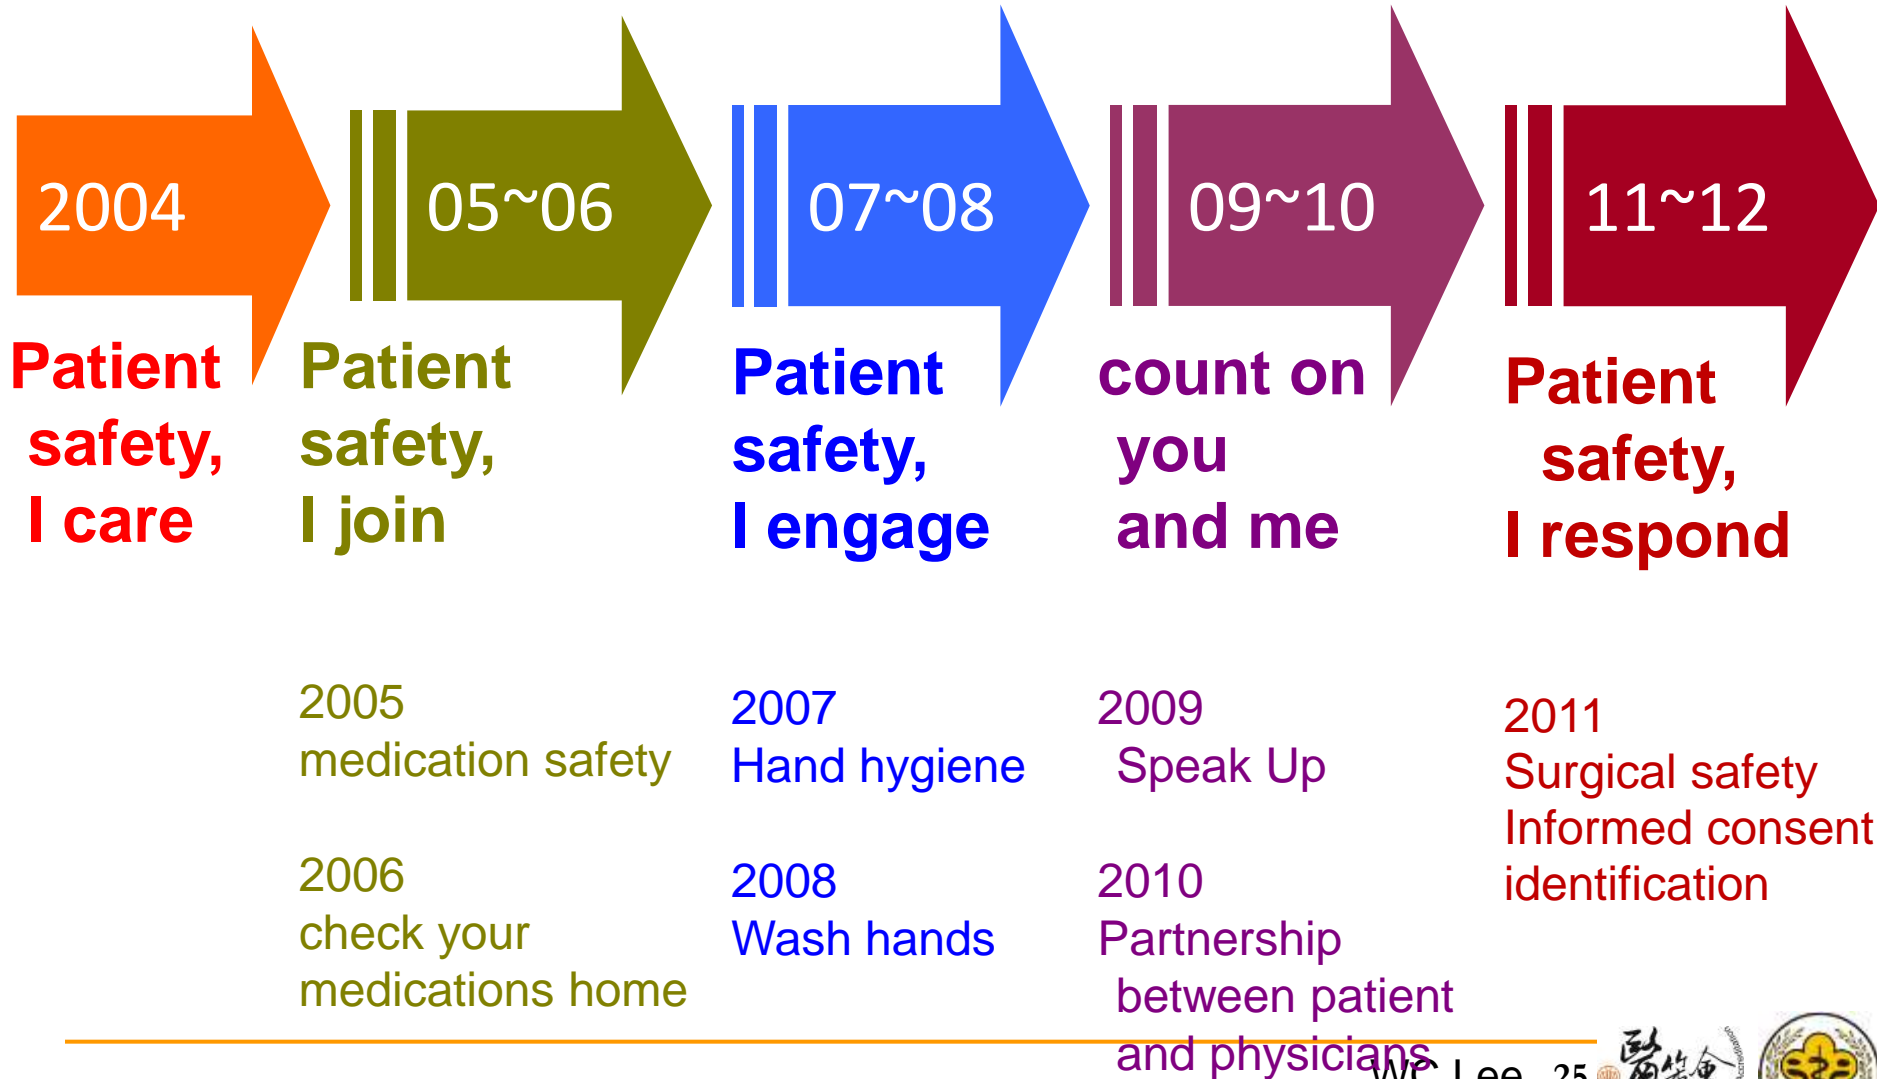 2004
05~06
07~08
09~10
11~12
Patient
safety,
I care
Patient
safety,
I join
Patient
safety,
I engage
count on
you
and me
Patient
safety,
I respond
2005
medication safety
2006
check your
medications home
2007
Hand hygiene
2008
Wash hands
2009
Speak Up
2010
Partnership
between patient
and physicians
2011
Surgical safety
Informed consent
identification
WC Lee 25